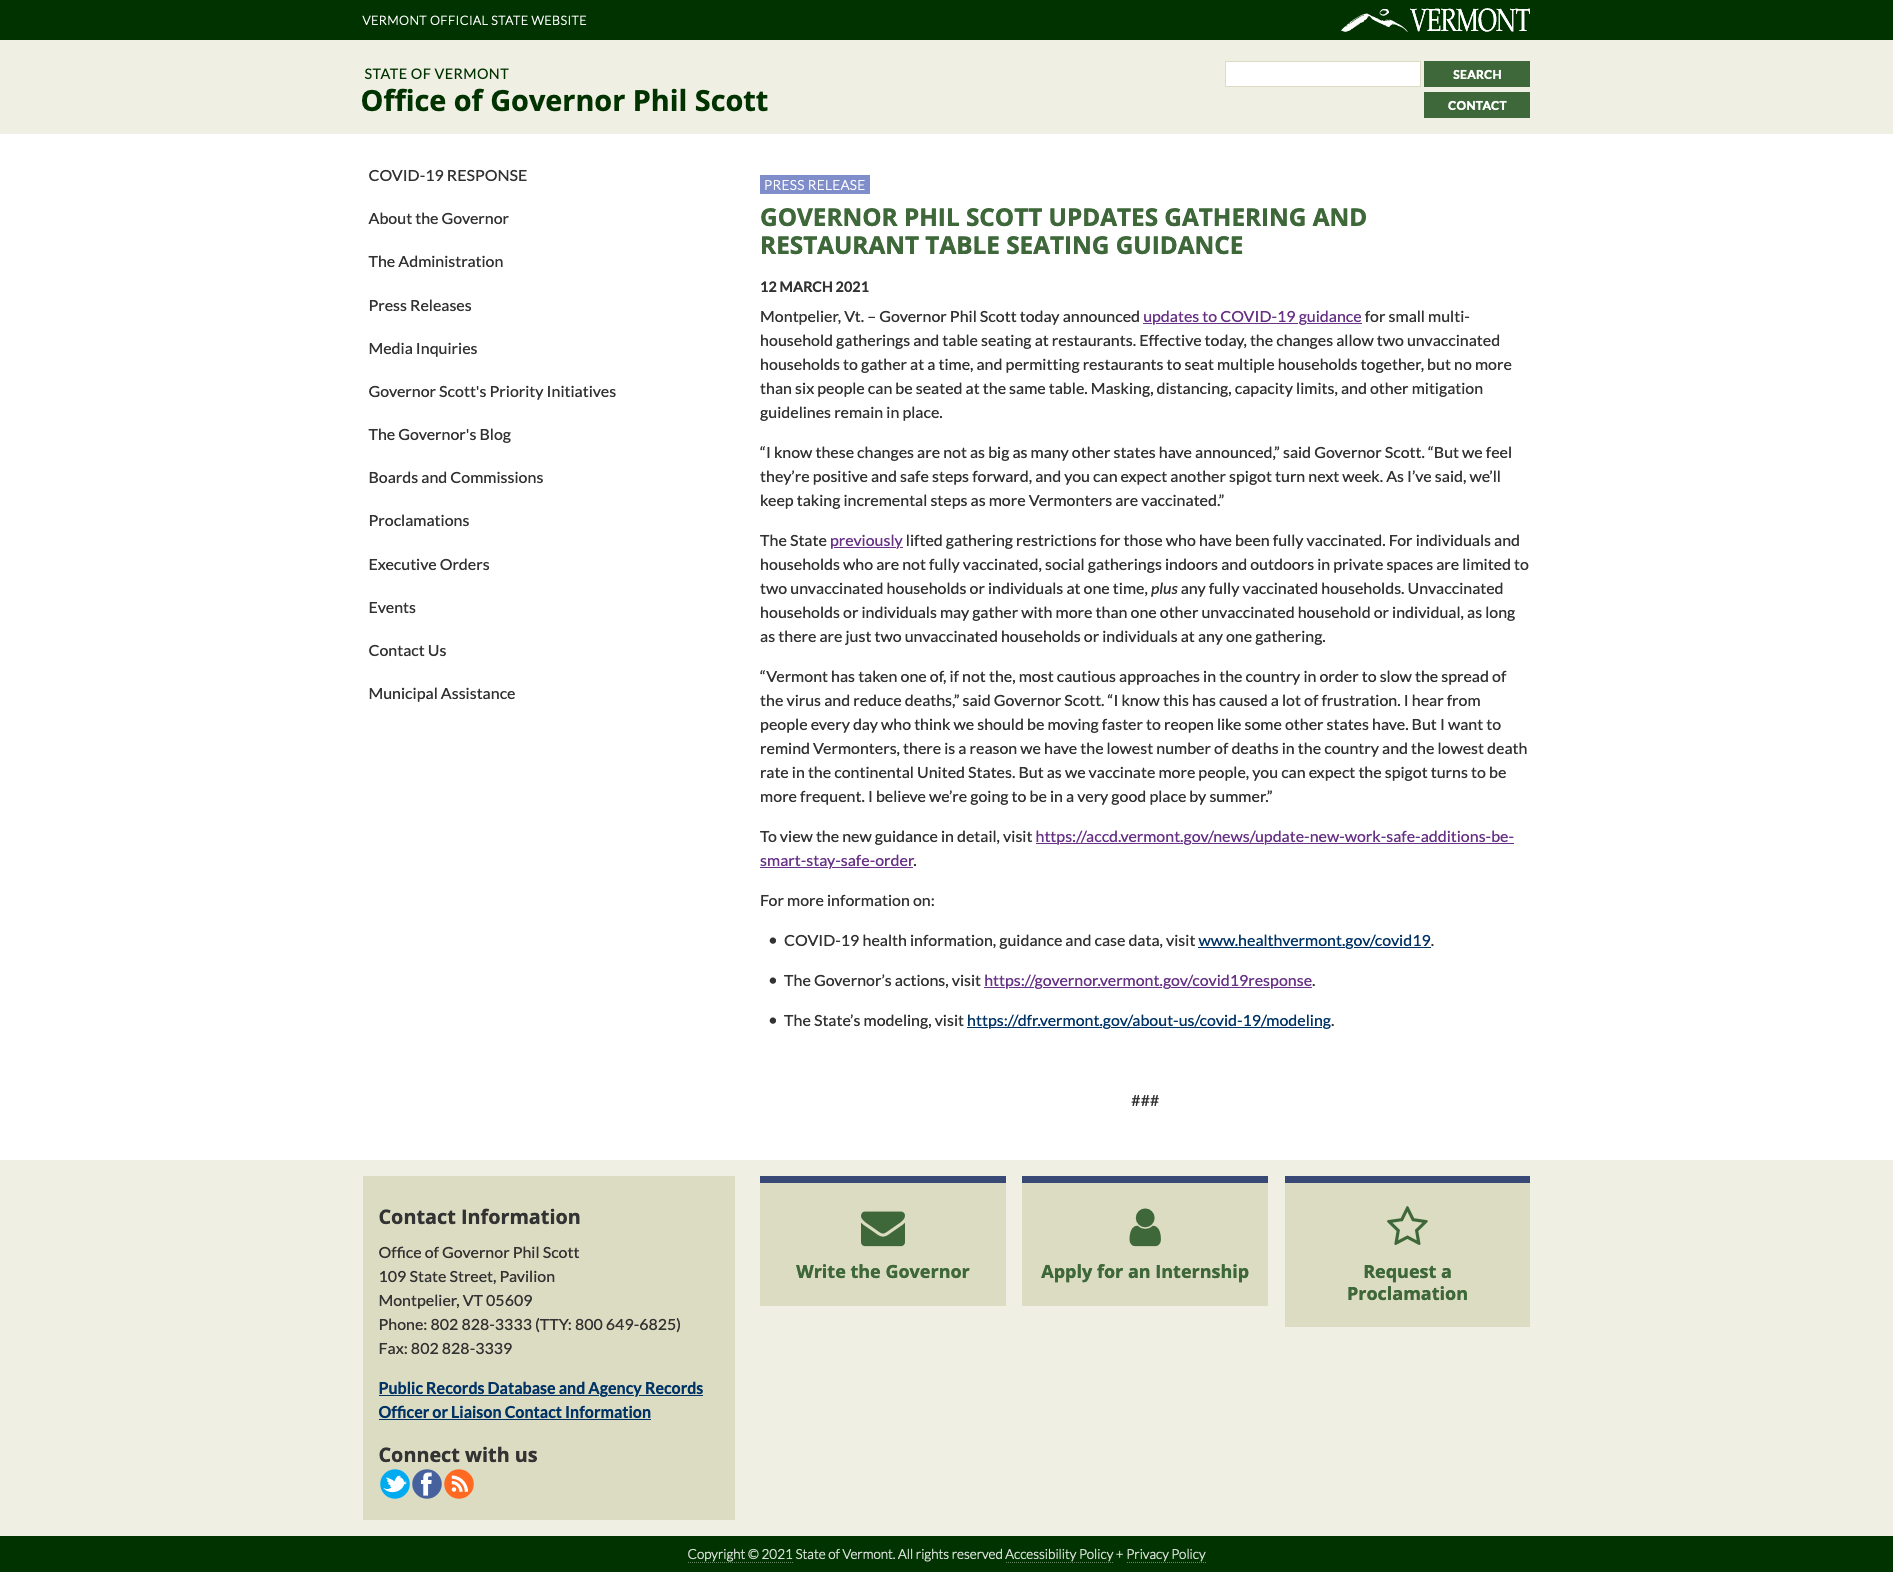 VERMONT OFFICIAL STATE WEBSITE
VERMONT
STATE OF VERMONT
Office of Governor Phil Scott
SEARCH
CONTACT
COVID-19 RESPONSE
About the Governor
The Administration
Press Releases
Media Inquiries
Governor Scott's Priority Initiatives
The Governor's Blog
Boards and Commissions
Proclamations
Executive Orders
Events
Contact Us
Municipal Assistance
PRESS RELEASE
GOVERNOR PHIL SCOTT UPDATES GATHERING AND
RESTAURANT TABLE SEATING GUIDANCE
12 MARCH 2021
Montpelier, Vt. – Governor Phil Scott today announced updates to COVID-19 guidance for small multi-
household gatherings and table seating at restaurants. Effective today, the changes allow two unvaccinated
households to gather at a time, and permitting restaurants to seat multiple households together, but no more
than six people can be seated at the same table. Masking, distancing, capacity limits, and other mitigation
guidelines remain in place.
“I know these changes are not as big as many other states have announced,” said Governor Scott. “But we feel
they’re positive and safe steps forward, and you can expect another spigot turn next week. As I’ve said, we’ll
keep taking incremental steps as more Vermonters are vaccinated.”
The State previously lifted gathering restrictions for those who have been fully vaccinated. For individuals and
households who are not fully vaccinated, social gatherings indoors and outdoors in private spaces are limited to
two unvaccinated households or individuals at one time, plus any fully vaccinated households. Unvaccinated
households or individuals may gather with more than one other unvaccinated household or individual, as long
as there are just two unvaccinated households or individuals at any one gathering.
“Vermont has taken one of, if not the, most cautious approaches in the country in order to slow the spread of
the virus and reduce deaths,” said Governor Scott. “I know this has caused a lot of frustration. I hear from
people every day who think we should be moving faster to reopen like some other states have. But I want to
remind Vermonters, there is a reason we have the lowest number of deaths in the country and the lowest death
rate in the continental United States. But as we vaccinate more people, you can expect the spigot turns to be
more frequent. I believe we’re going to be in a very good place by summer.”
To view the new guidance in detail, visit https://accd.vermont.gov/news/update-new-work-safe-additions-be-
smart-stay-safe-order.
For more information on:
• COVID-19 health information, guidance and case data, visit www.healthvermont.gov/covid19.
• The Governor’s actions, visit https://governor.vermont.gov/covid19response.
• The State’s modeling, visit https://dfr.vermont.gov/about-us/covid-19/modeling.
###
Contact Information
Office of Governor Phil Scott
109 State Street, Pavilion
Montpelier, VT 05609
Phone: 802 828-3333 (TTY: 800 649-6825)
Fax: 802 828-3339
Public Records Database and Agency Records
Officer or Liaison Contact Information
Connect with us
Write the Governor
Apply for an Internship
Request a
Proclamation
Copyright © 2021 State of Vermont. All rights reserved Accessibility Policy + Privacy Policy